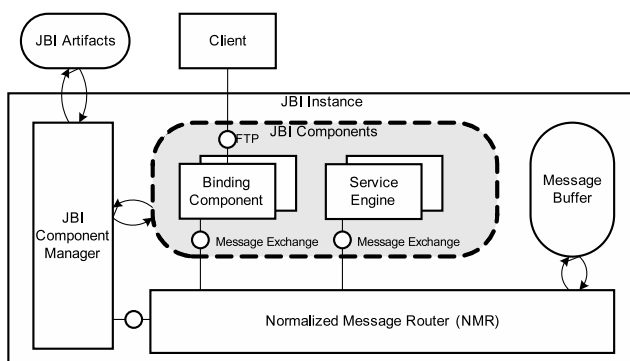 JBI Artifacts
Client
JBI Instance
JBI Components
FTP
Binding
Component
Service
Engine
Message
Buffer
JBI
Component
Manager
Message Exchange
Message Exchange
Normalized Message Router (NMR)